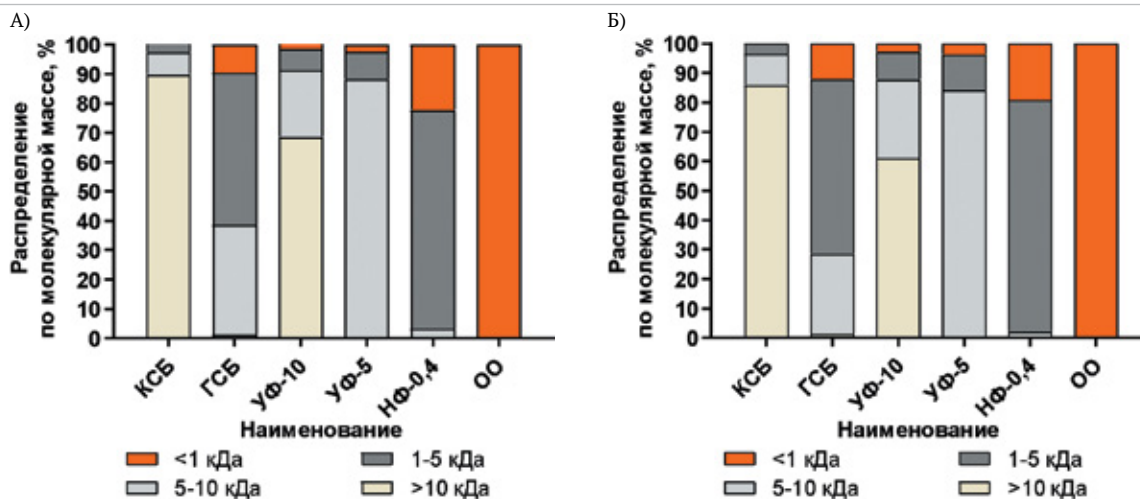 А)
Распределение
по молекулярной массе, %
100
90
80
70
60
50
40
30
20
10
0
КСБ
ГСБ
УФ-10
УФ-5
НФ-0,4
ОО
Наименование
<1 кДа
1-5 кДа
5-10 кДа
>10 кДа
Б)
Распределение
по молекулярной массе, %
100
90
80
70
60
50
40
30
20
10
0
КСБ
ГСБ
УФ-10
УФ-5
НФ-0,4
ОО
Наименование
<1 кДа
1-5 кДа
5-10 кДа
>10 кДа